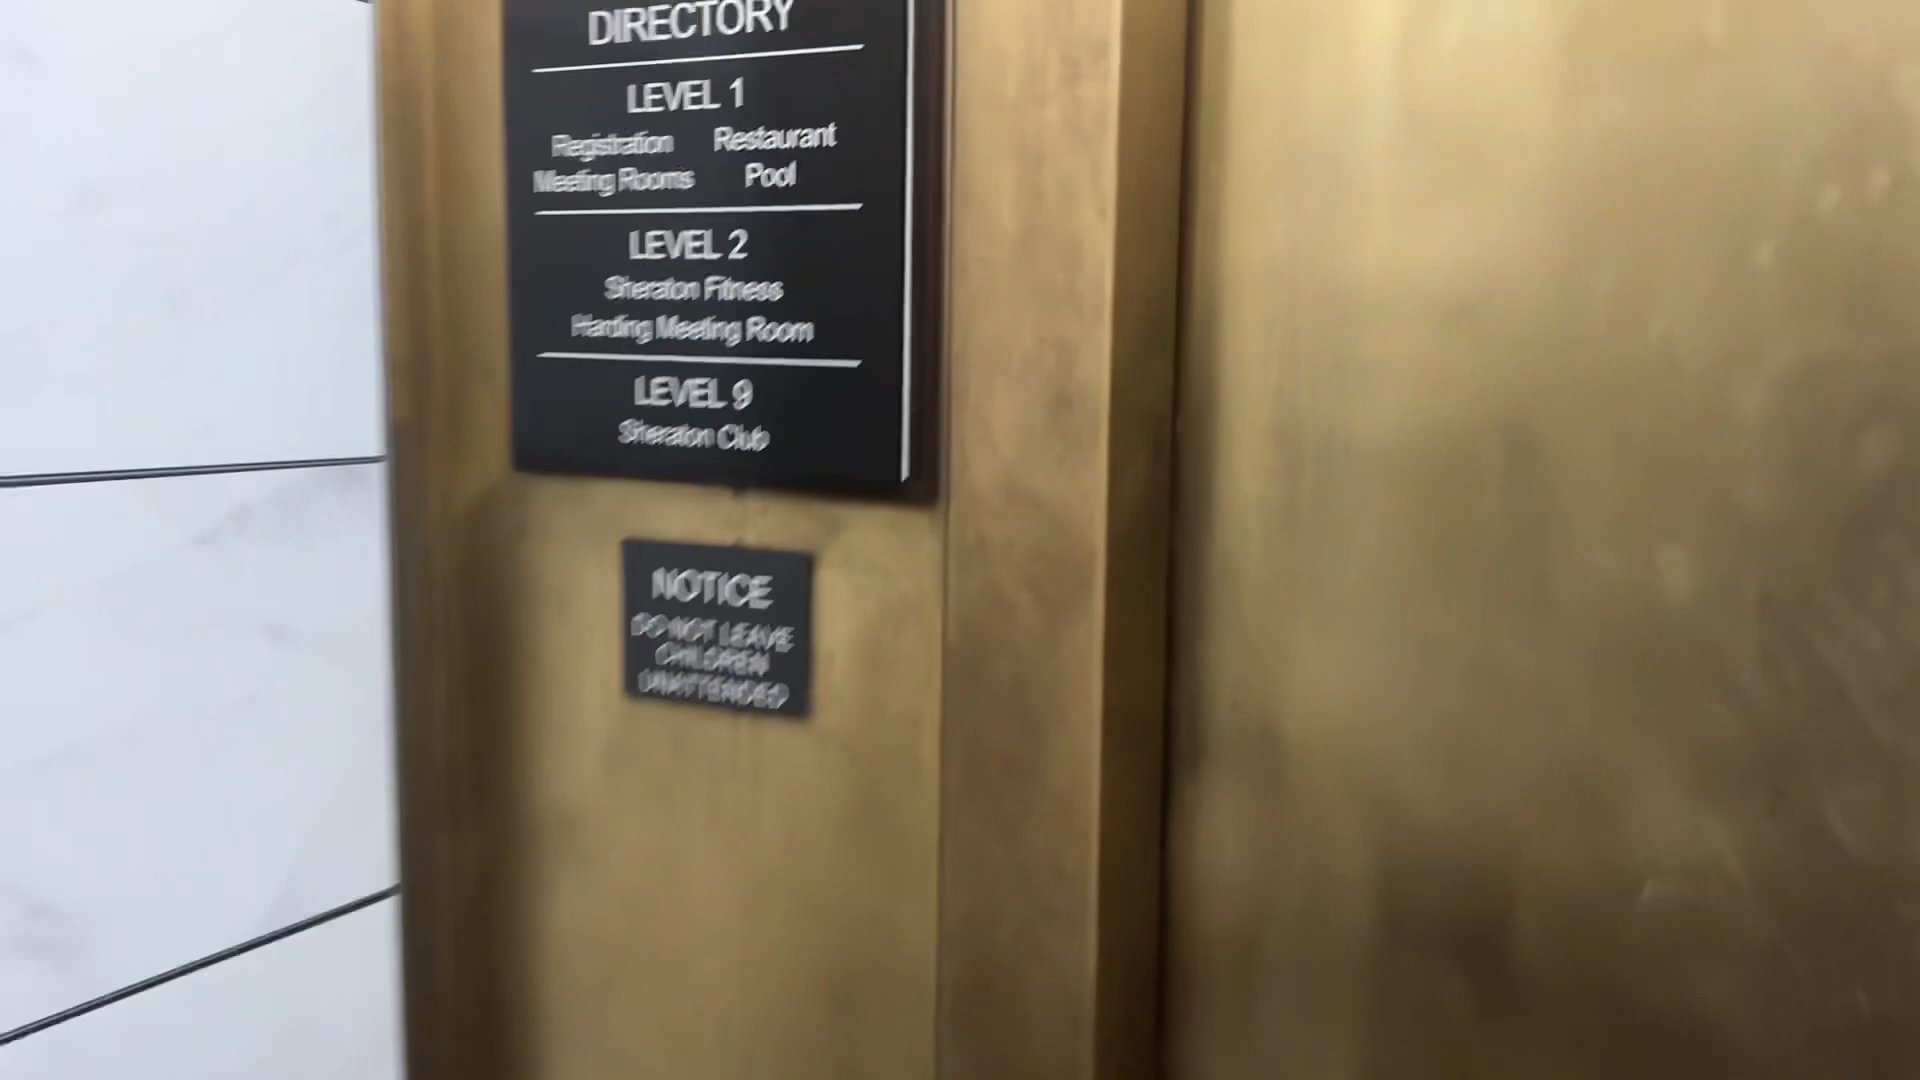 DIRECTORY
LEVEL 1
Registration Restaurant
Meeting Rooms Pool
LEVEL 2
Sheraton Fitness
Harding Meeting Room
LEVEL 9
Sheraton Club
NOTICE
DO NOT LEAVE
CHILDREN
UNATTENDED